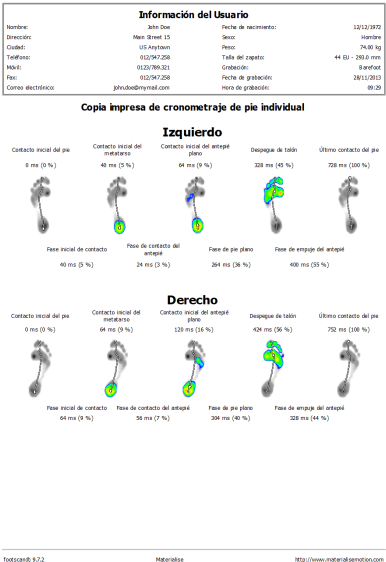 Información del Usuario
Nombre: John Doe Fecha de nacimiento: 12/12/1972
Dirección: Main Street 15 Sexo: Hombre
Ciudad: US Anytown Peso: 74.00 kg
Teléfono: 012/547.258 Talla del zapato: 44 EU - 293.0 mm
Móvil: 0123/789.321 Grabación: Barefoot
Fax: 012/547.258 Fecha de grabación: 28/11/2013
Correo electrónico: john.doe@mymail.com Hora de grabación: 09:29
Copia impresa de cronometraje de pie individual
Izquierdo
Contacto inicial del pie
0 ms (0 %)
Contacto inicial del
metatarso
40 ms (5 %)
Contacto inicial del antepié
plano
64 ms (9 %)
Despegue de talón
328 ms (45 %)
Último contacto del pie
728 ms (100 %)
Fase inicial de contacto
40 ms (5 %)
Fase de contacto del
antepié
24 ms (3 %)
Fase de pie plano
264 ms (36 %)
Fase de empuje del antepié
400 ms (55 %)
Derecho
Contacto inicial del pie
0 ms (0 %)
Contacto inicial del
metatarso
64 ms (9 %)
Contacto inicial del antepié
plano
120 ms (16 %)
Despegue de talón
424 ms (56 %)
Último contacto del pie
752 ms (100 %)
Fase inicial de contacto
64 ms (9 %)
Fase de contacto del antepié
56 ms (7 %)
Fase de pie plano
304 ms (40 %)
Fase de empuje del antepié
328 ms (44 %)
footscan® 9.7.2 Materialise http://www.materialisemotion.com